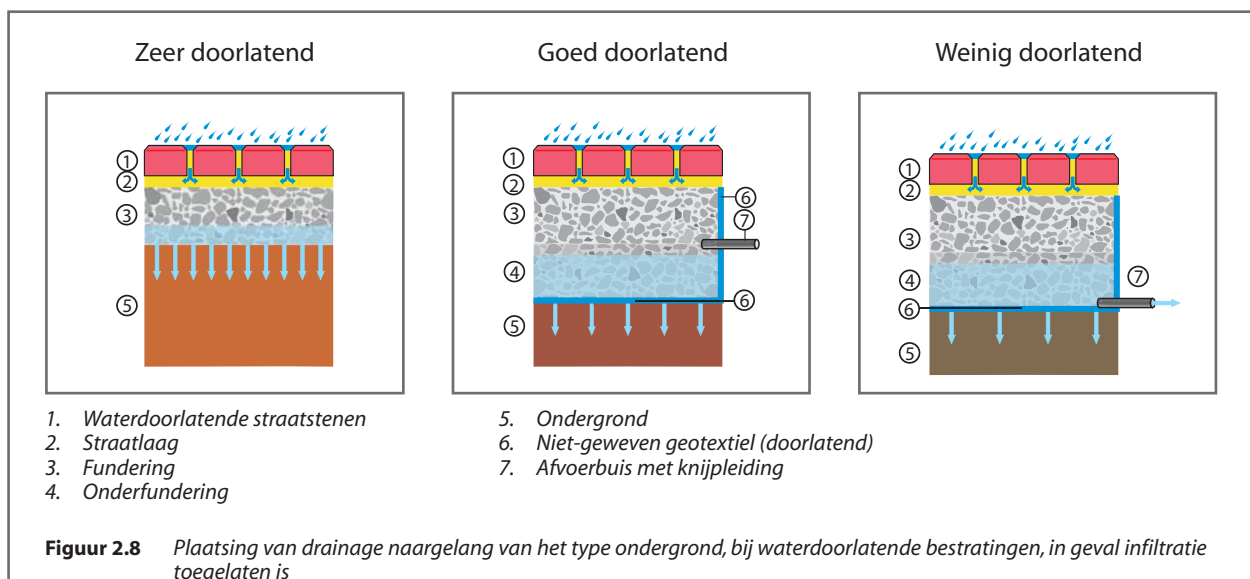 Zeer doorlatend
Goed doorlatend
Weinig doorlatend
1
2
3
5
1
2
3
4
5
6
7
6
1
2
3
4
6
5
7
1. Waterdoorlatende straatstenen
2. Straatlaag
3. Fundering
4. Onderfundering
5. Ondergrond
6. Niet-geweven geotextiel (doorlatend)
7. Afvoerbuis met knijpleiding
Figuur 2.8 Plaatsing van drainage naargelang van het type ondergrond, bij waterdoorlatende bestratingen, in geval infiltratie
toegelaten is